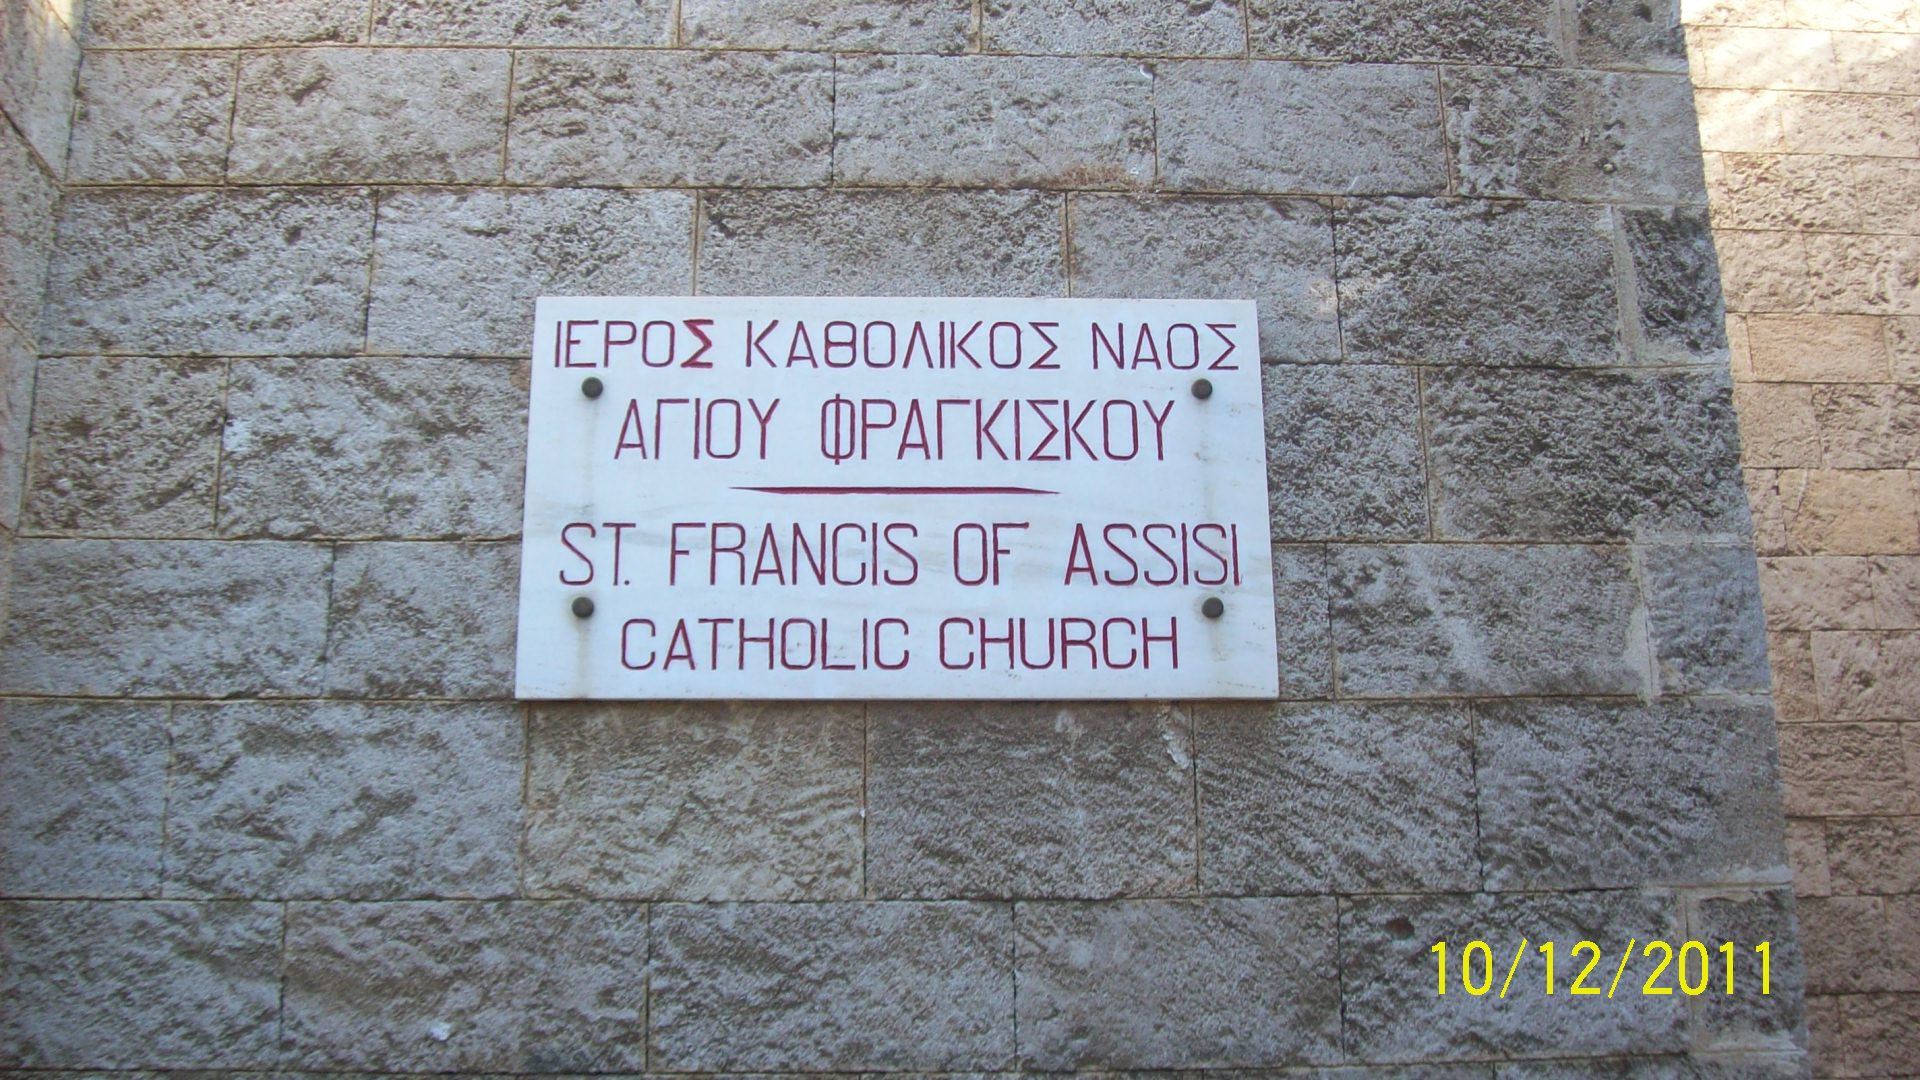 ΙΕΡΟΣ ΚΑΘΟΛΙΚΟΣ ΝΑΟΣ
ΑΓΙΟΥ ΦΡΑΓΚΙΣΚΟΥ
ST. FRANCIS OF ASSISI
CATHOLIC CHURCH
10/12/2011